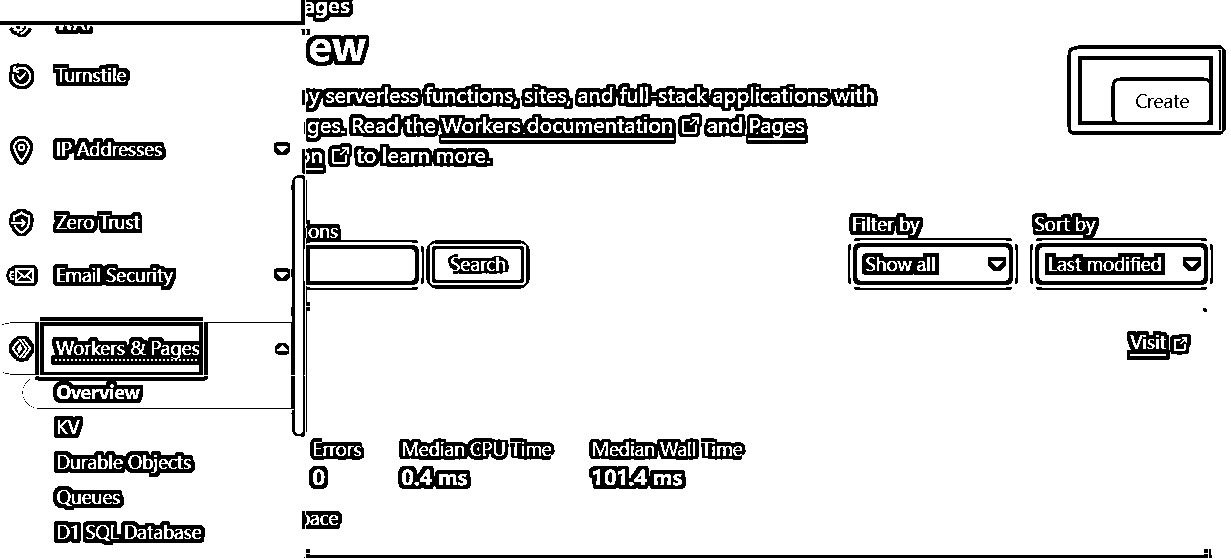 ages
WAF
ew
Turnstile
y serverless functions, sites, and full-stack applications with
Create
ges. Read the Workers documentation and Pages
IP Addresses
on to learn more.
Zero Trust
Filter by
Sort by
ions
Email Security
Search
Show all
Last modified
Workers & Pages
Visit
Overview
KV
Errors
Median CPU Time
Median Wall Time
Durable Objects
0
0.4 ms
101.4 ms
Queues
pace
D1 SQL Database